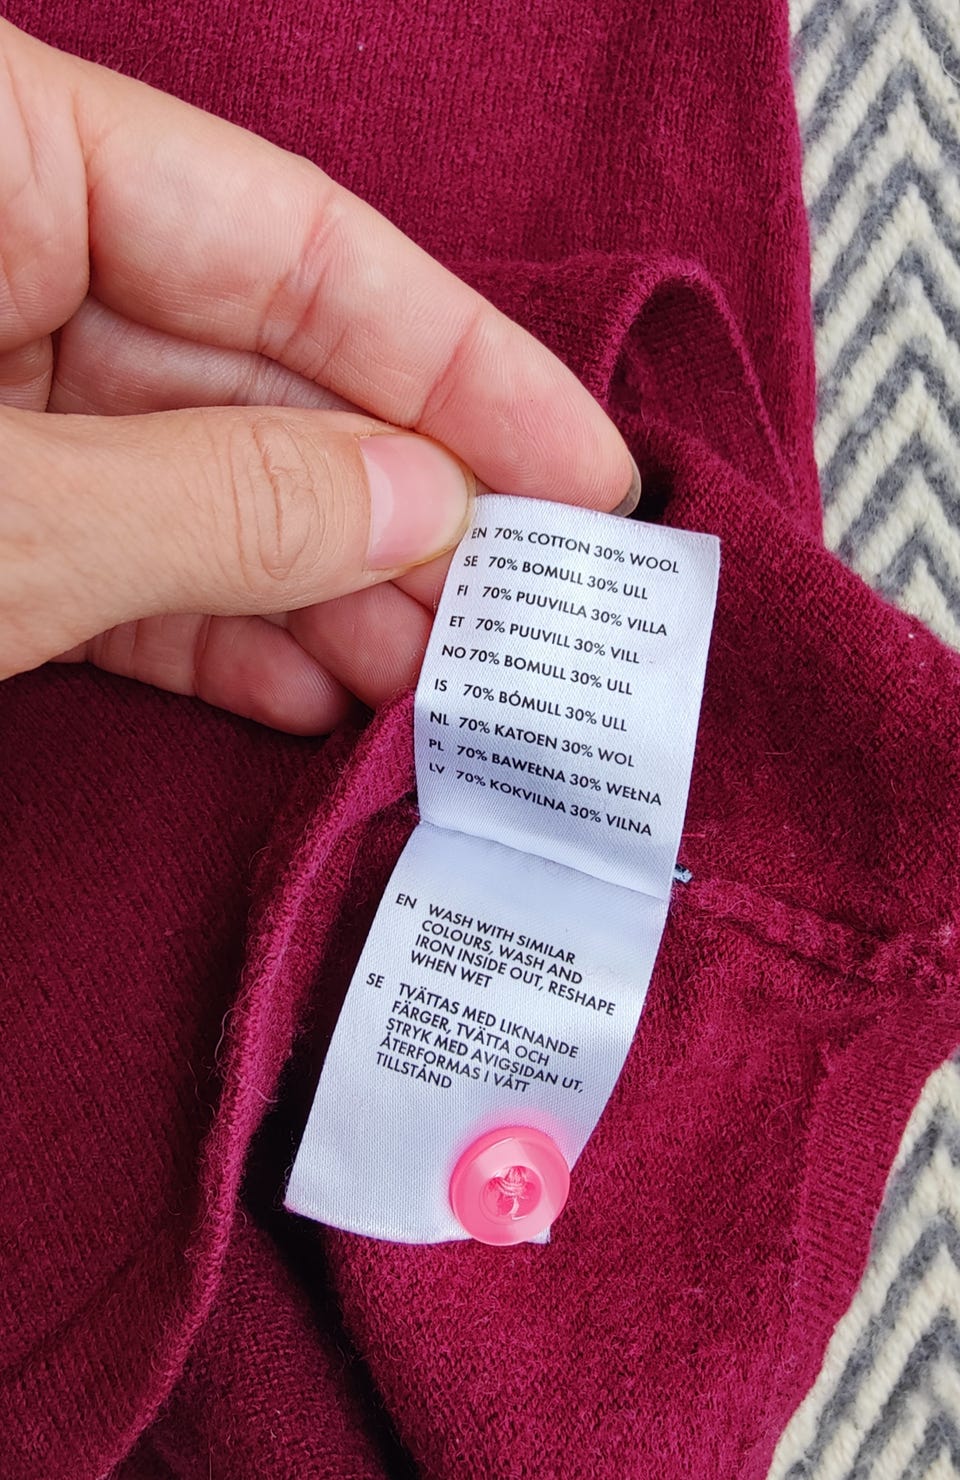 EN 70% COTTON 30% WOOL
SE 70% BOMULL 30% ULL
FI 70% PUUVILLA 30% VILLA
ET 70% PUUVILL 30% VILL
NO 70% BOMULL 30% ULL
IS 70% BÓMULL 30% ULL
NL 70% KATOEN 30% WOL
PL 70% BAWEŁNA 30% WEŁNA
LV 70% KOKVILNA 30% VILNA
EN WASH WITH SIMILAR
COLOURS, WASH AND
IRON INSIDE OUT, RESHAPE
WHEN WET
SE TVÄTTAS MED LIKNANDE
FÄRGER, TVÄTTA OCH
STRYK MED AVIGSIDAN UT,
ÅTERFORMAS I VÅTT
TILLSTÅND